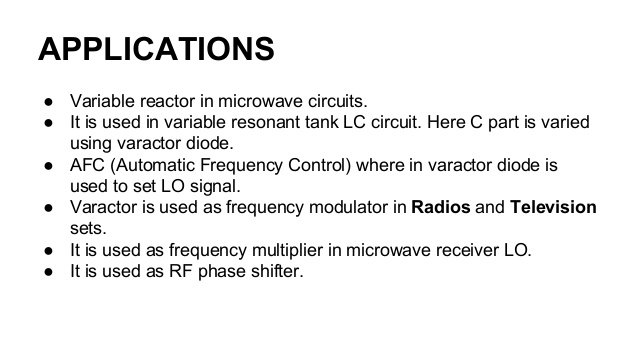 APPLICATIONS
● Variable reactor in microwave circuits.
● It is used in variable resonant tank LC circuit. Here C part is varied
using varactor diode.
● AFC (Automatic Frequency Control) where in varactor diode is
used to set LO signal.
● Varactor is used as frequency modulator in Radios and Television
sets.
● It is used as frequency multiplier in microwave receiver LO.
● It is used as RF phase shifter.